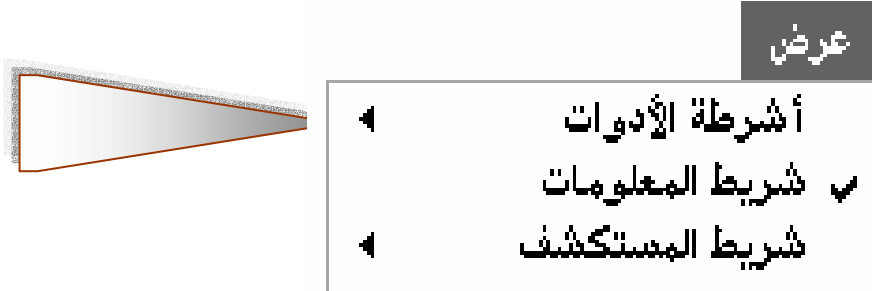 عرض
أشرطة الأدوات
شريط المعلومات
شريط المستكشف